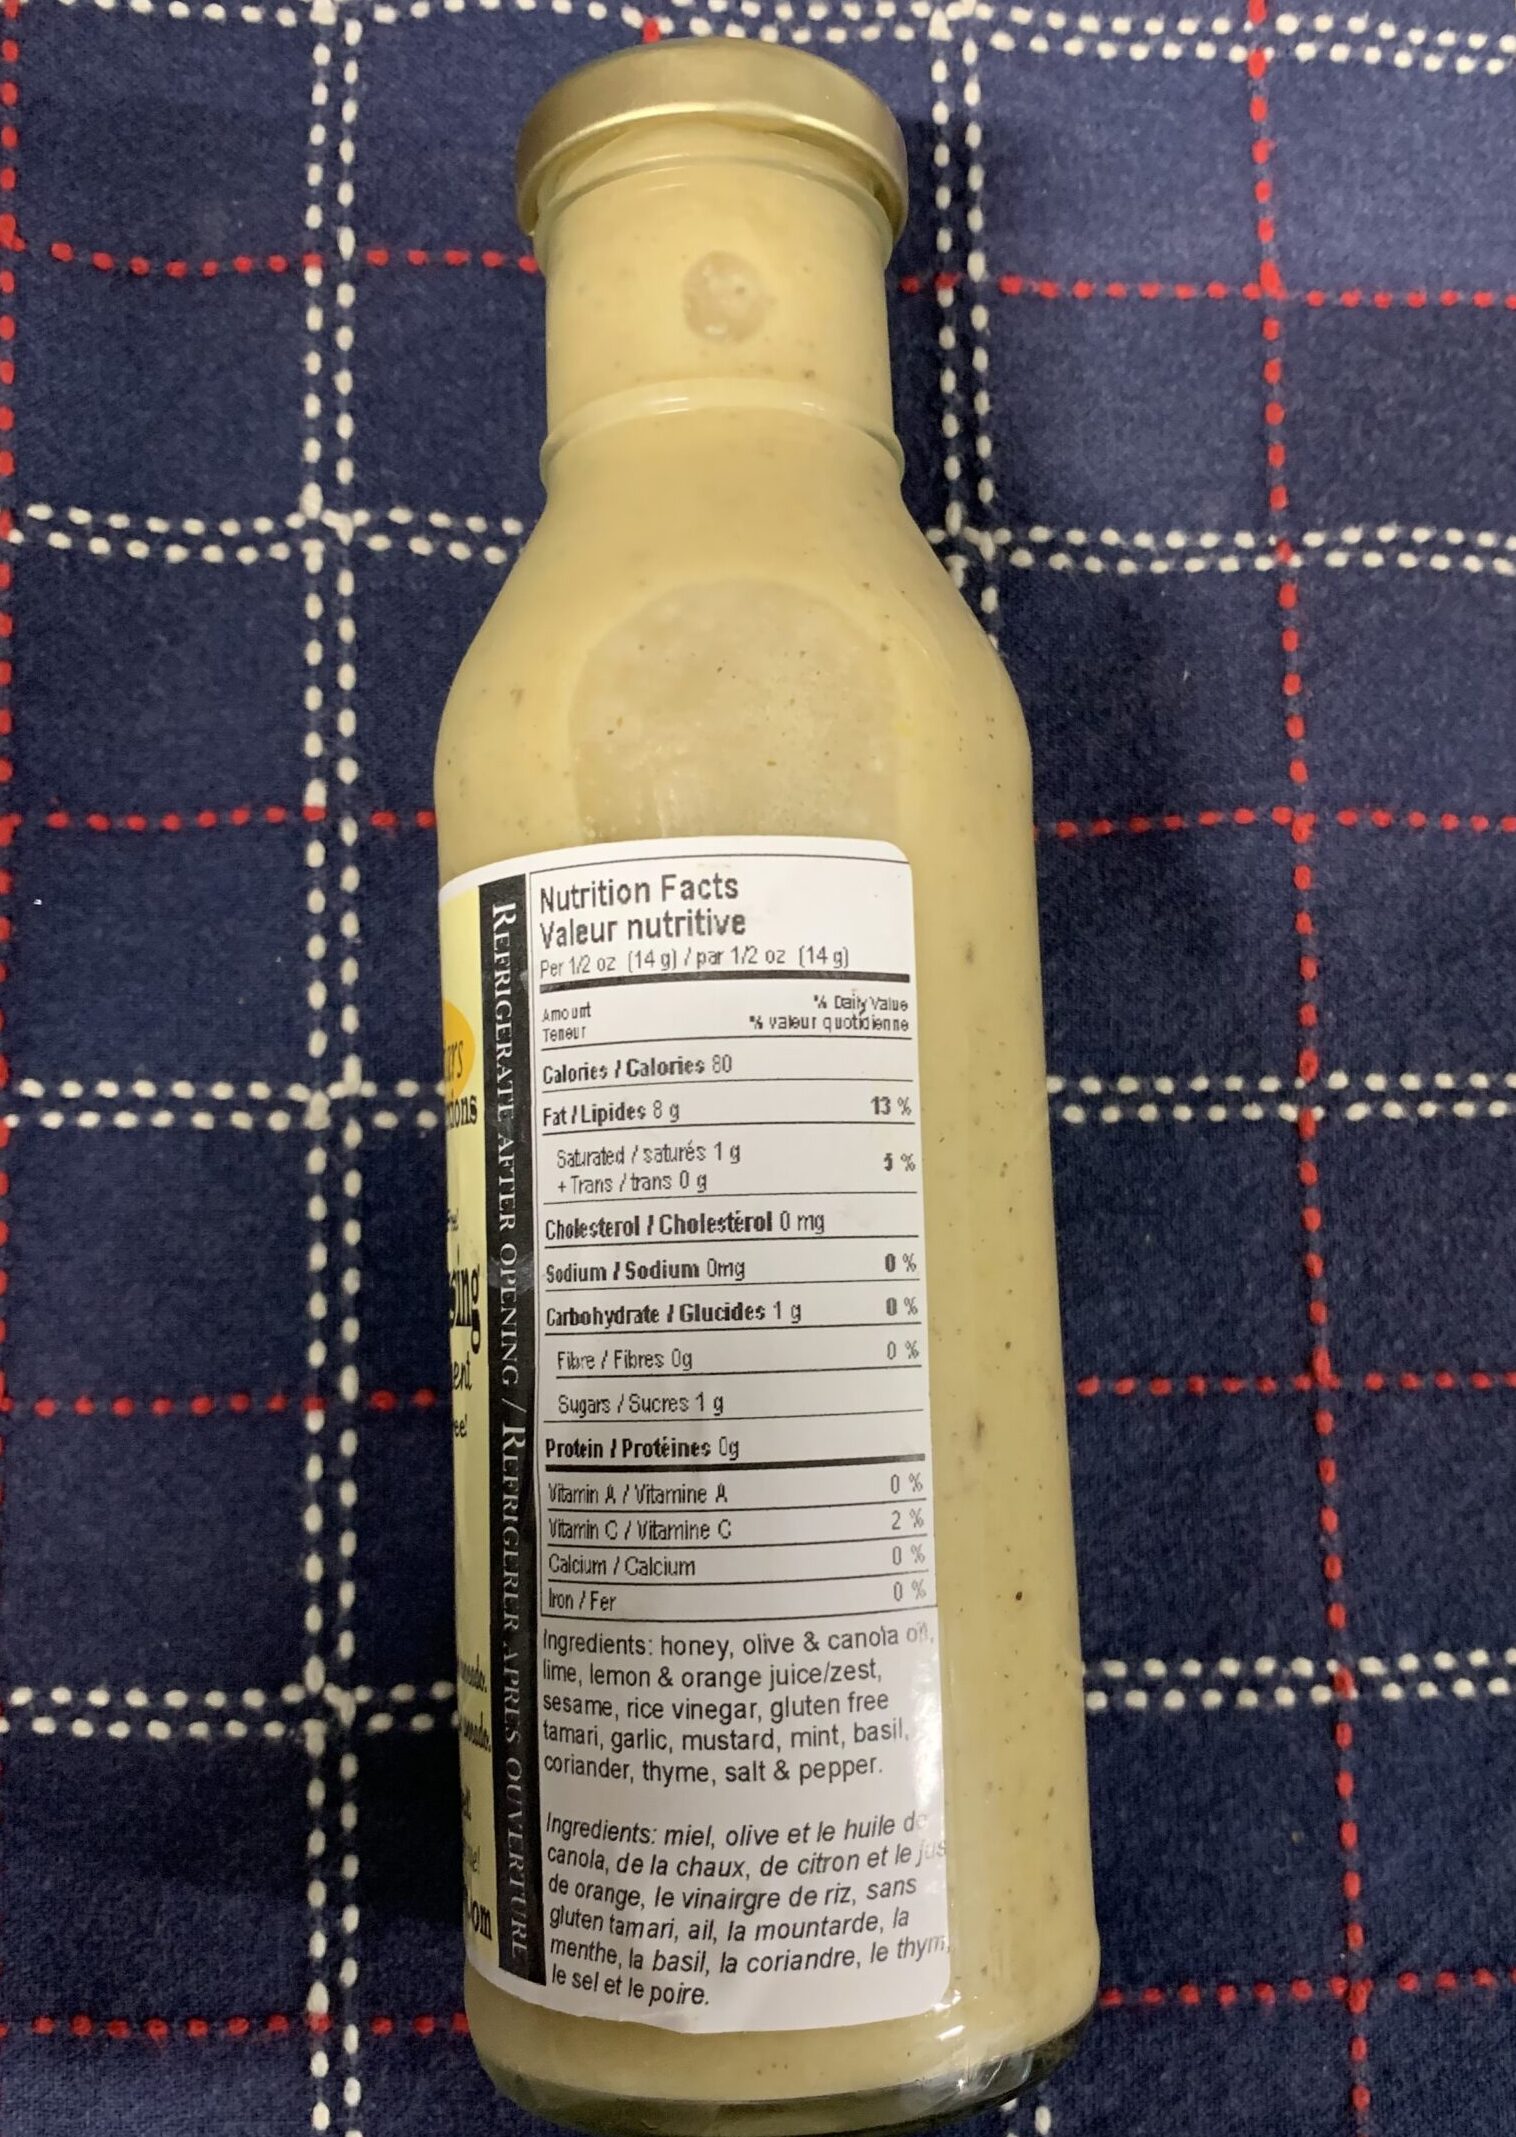 Nutrition Facts
Valeur nutritive
Per 1/2 oz (14 g) / par 1/2 oz (14 g)
Amount % Daily Value
Teneur % valeur quotidienne
Calories / Calories 80
Fat / Lipides 8 g 13 %
Saturated / saturés 1 g 5 %
+ Trans / trans 0 g
Cholesterol / Cholestérol 0 mg
Sodium / Sodium 0mg 0 %
Carbohydrate / Glucides 1 g 0 %
Fibre / Fibres 0g 0 %
Sugars / Sucres 1 g
Protein / Protéines 0g
Vitamin A / Vitamine A 0 %
Vitamin C / Vitamine C 2 %
Calcium / Calcium 0 %
Iron / Fer 0 %
Ingredients: honey, olive & canola oil,
lime, lemon & orange juice/zest,
sesame, rice vinegar, gluten free
tamari, garlic, mustard, mint, basil,
coriander, thyme, salt & pepper.
Ingredients: miel, olive et le huile de
canola, de la chaux, de citron et le jus
de orange, le vinairgre de riz, sans
gluten tamari, ail, la mountarde, la
menthe, la basil, la coriandre, le thym,
le sel et le poire.
REFRIGERATE AFTER OPENING / REFRIGERER APRES OUVERTURE